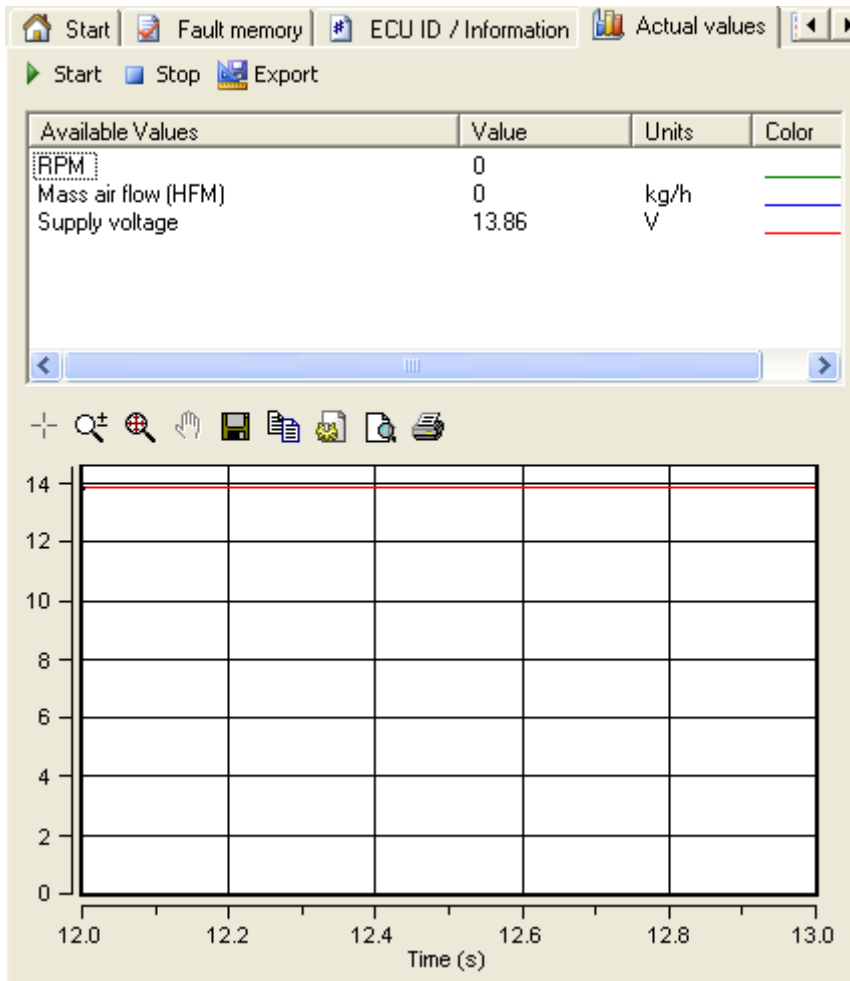 Start Fault memory # ECU ID / Information Actual values
Start Stop Export
Available Values Value Units Color
RPM 0
Mass air flow (HFM) 0 kg/h
Supply voltage 13.86 V
14
12
10
8
6
4
2
0
12.0 12.2 12.4 12.6 12.8 13.0
Time (s)